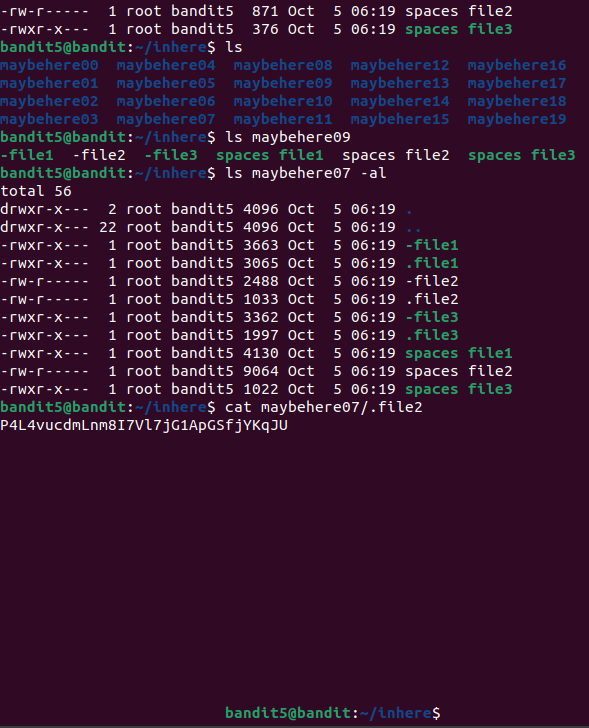 -rw-r-----  1 root bandit5  871 Oct  5 06:19 spaces file2
-rwxr-x---  1 root bandit5  376 Oct  5 06:19 spaces file3
bandit5@bandit:~/inhere$ ls
maybehere00  maybehere04  maybehere08  maybehere12  maybehere16
maybehere01  maybehere05  maybehere09  maybehere13  maybehere17
maybehere02  maybehere06  maybehere10  maybehere14  maybehere18
maybehere03  maybehere07  maybehere11  maybehere15  maybehere19
bandit5@bandit:~/inhere$ ls maybehere09
-file1  -file2  -file3  spaces file1  spaces file2  spaces file3
bandit5@bandit:~/inhere$ ls maybehere07 -al
total 56
drwxr-x---  2 root bandit5 4096 Oct  5 06:19 .
drwxr-x--- 22 root bandit5 4096 Oct  5 06:19 ..
-rwxr-x---  1 root bandit5 3663 Oct  5 06:19 -file1
-rwxr-x---  1 root bandit5 3065 Oct  5 06:19 .file1
-rw-r-----  1 root bandit5 2488 Oct  5 06:19 -file2
-rw-r-----  1 root bandit5 1033 Oct  5 06:19 .file2
-rwxr-x---  1 root bandit5 3362 Oct  5 06:19 -file3
-rwxr-x---  1 root bandit5 1997 Oct  5 06:19 .file3
-rwxr-x---  1 root bandit5 4130 Oct  5 06:19 spaces file1
-rw-r-----  1 root bandit5 9064 Oct  5 06:19 spaces file2
-rwxr-x---  1 root bandit5 1022 Oct  5 06:19 spaces file3
bandit5@bandit:~/inhere$ cat maybehere07/.file2
P4L4vucdmLnm8I7Vl7jG1ApGSfjYKqJU
bandit5@bandit:~/inhere$